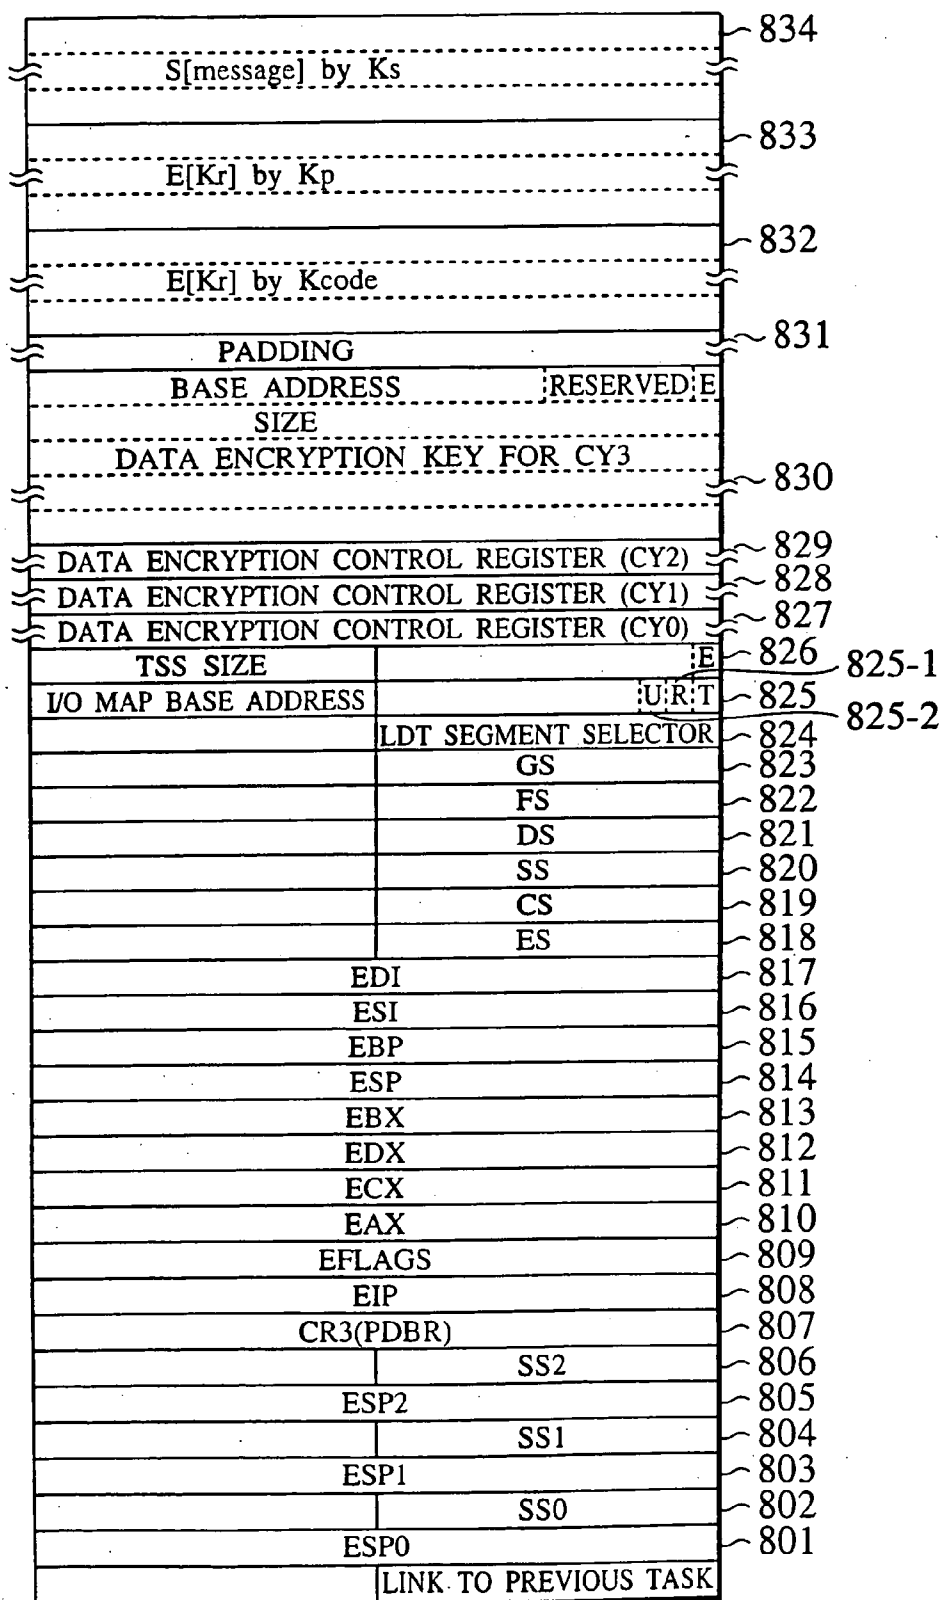 834
S[message] by Ks
833
E[Kr] by Kp
832
E[Kr] by Kcode
831
PADDING
BASE ADDRESS RESERVED E
SIZE
DATA ENCRYPTION KEY FOR CY3
830
829
DATA ENCRYPTION CONTROL REGISTER (CY2)
828
DATA ENCRYPTION CONTROL REGISTER (CY1)
827
DATA ENCRYPTION CONTROL REGISTER (CY0)
TSS SIZE E 826
825-1
I/O MAP BASE ADDRESS U R T 825
825-2
LDT SEGMENT SELECTOR 824
GS 823
FS 822
DS 821
SS 820
CS 819
ES 818
EDI 817
ESI 816
EBP 815
ESP 814
EBX 813
EDX 812
ECX 811
EAX 810
EFLAGS 809
EIP 808
CR3(PDBR) 807
SS2 806
ESP2 805
SS1 804
ESP1 803
SS0 802
ESP0 801
LINK TO PREVIOUS TASK